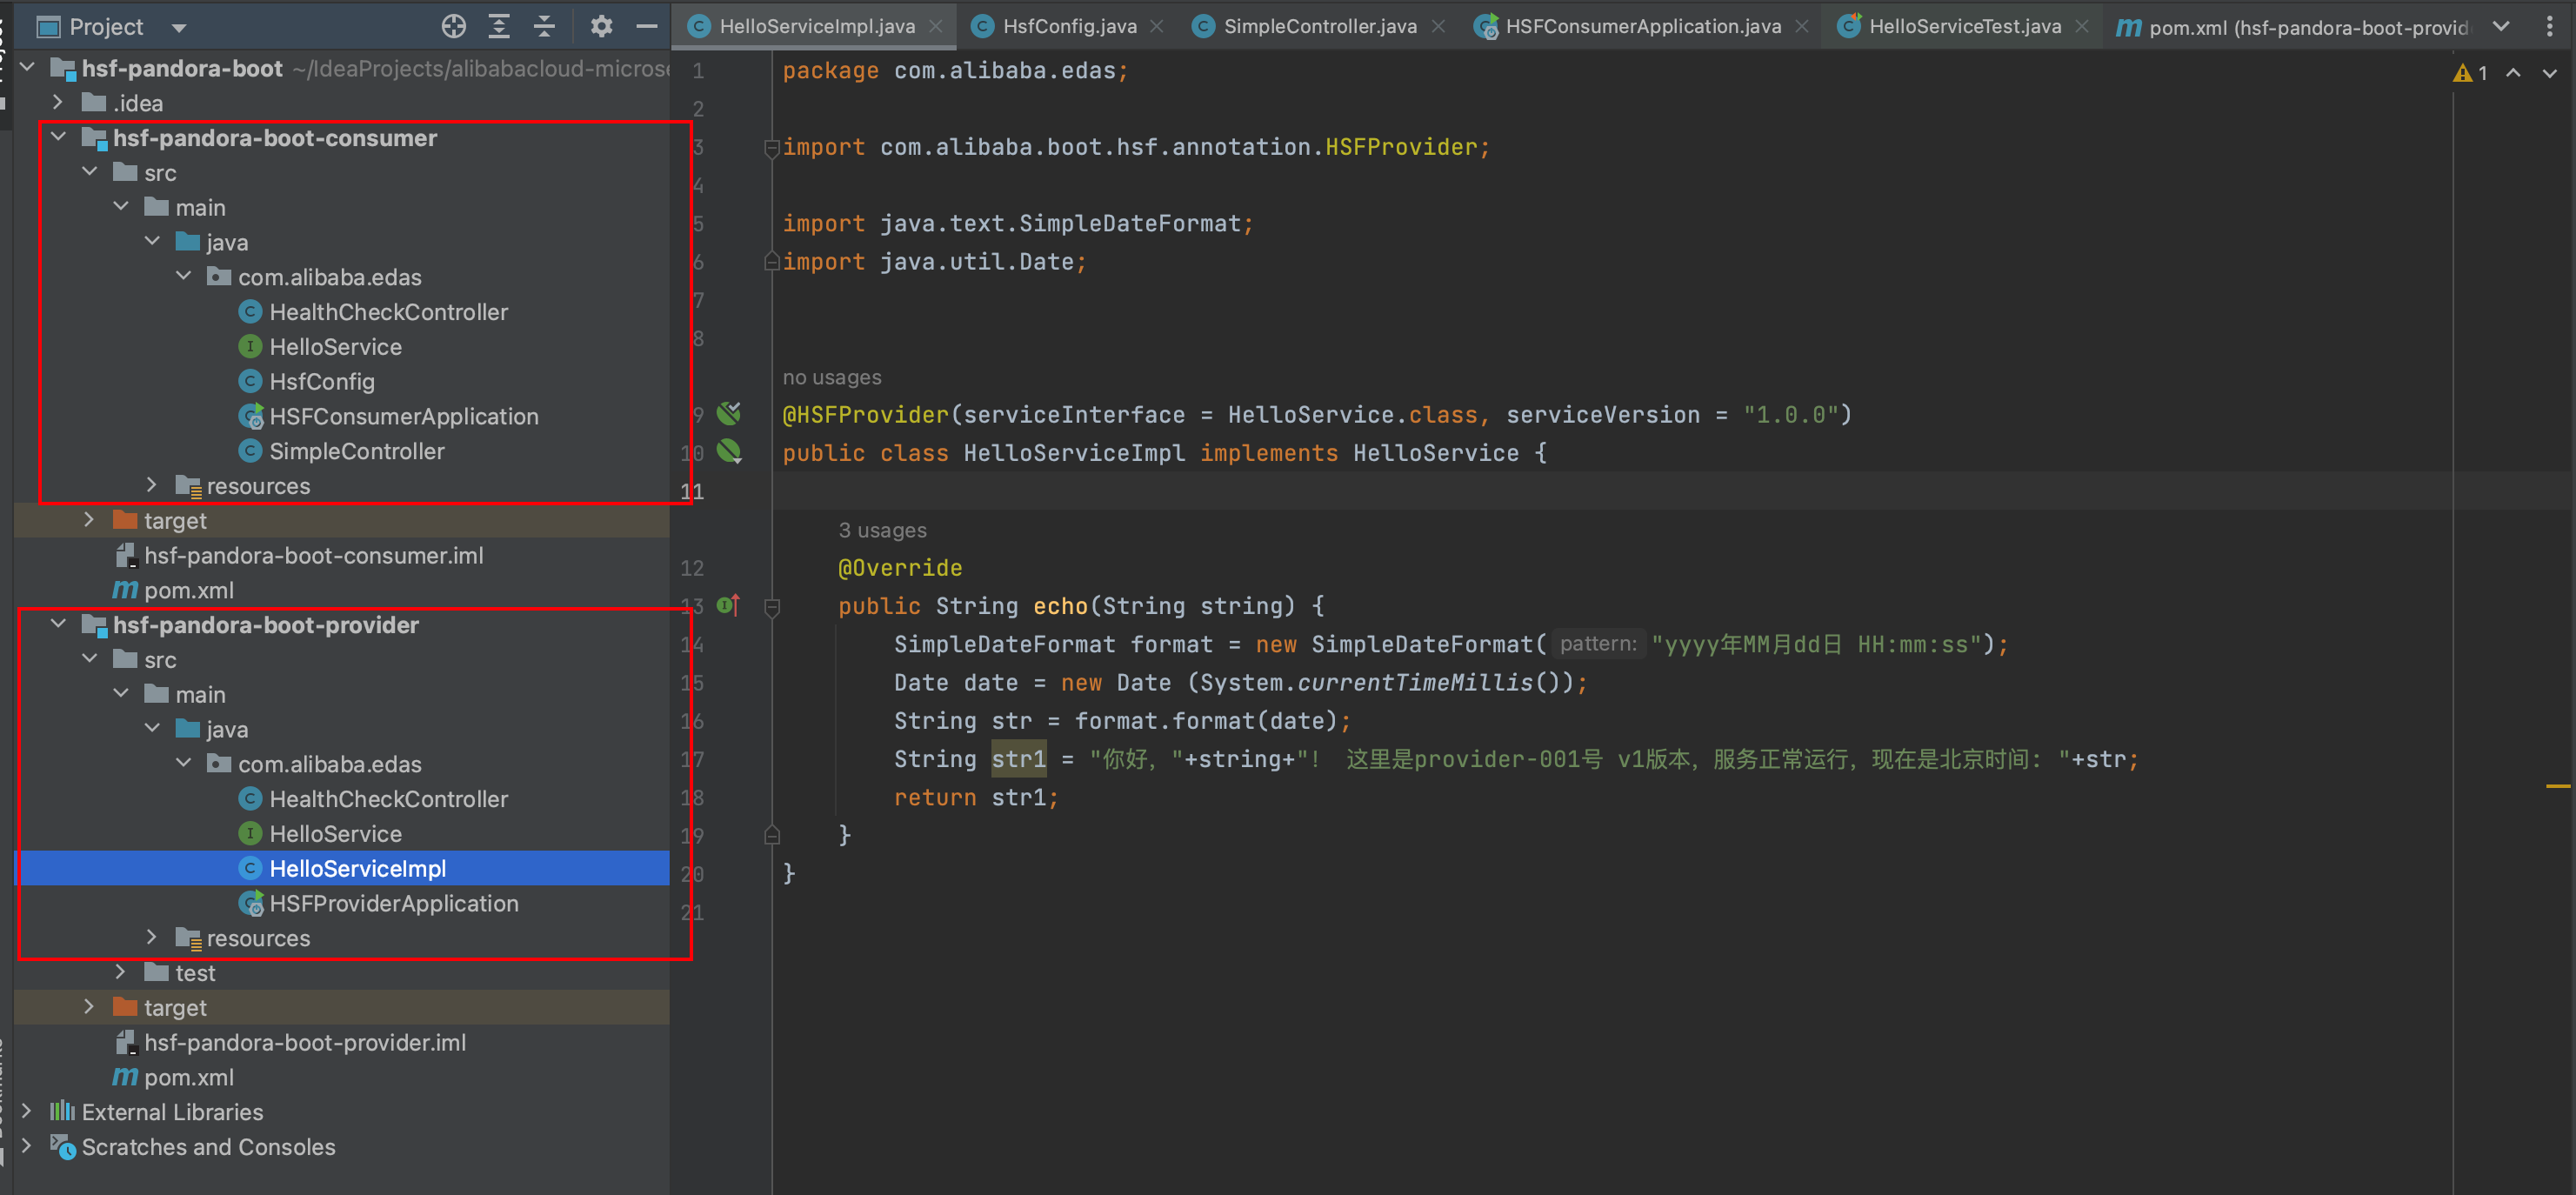 Project
hsf-pandora-boot ~/IdeaProjects/alibabacloud-micros
.idea
hsf-pandora-boot-consumer
src
main
java
com.alibaba.edas
HealthCheckController
HelloService
HsfConfig
HSFConsumerApplication
SimpleController
resources
target
hsf-pandora-boot-consumer.iml
pom.xml
hsf-pandora-boot-provider
src
main
java
com.alibaba.edas
HealthCheckController
HelloService
HelloServiceImpl
HSFProviderApplication
resources
test
target
hsf-pandora-boot-provider.iml
pom.xml
External Libraries
Scratches and Consoles
HelloServiceImpl.java HsfConfig.java SimpleController.java HSFConsumerApplication.java HelloServiceTest.java pom.xml (hsf-pandora-boot-provid
1
1 package com.alibaba.edas;
2
3 import com.alibaba.boot.hsf.annotation.HSFProvider;
4
5 import java.text.SimpleDateFormat;
6 import java.util.Date;
7
8
no usages
9 @HSFProvider(serviceInterface = HelloService.class, serviceVersion = "1.0.0")
10 public class HelloServiceImpl implements HelloService {
11
3 usages
12 @Override
13 public String echo(String string) {
14 SimpleDateFormat format = new SimpleDateFormat( pattern: "yyyy年MM月dd日 HH:mm:ss");
15 Date date = new Date (System.currentTimeMillis());
16 String str = format.format(date);
17 String str1 = "你好，"+string+"！ 这里是provider-001号 v1版本，服务正常运行，现在是北京时间："+str;
18 return str1;
19 }
20 }
21